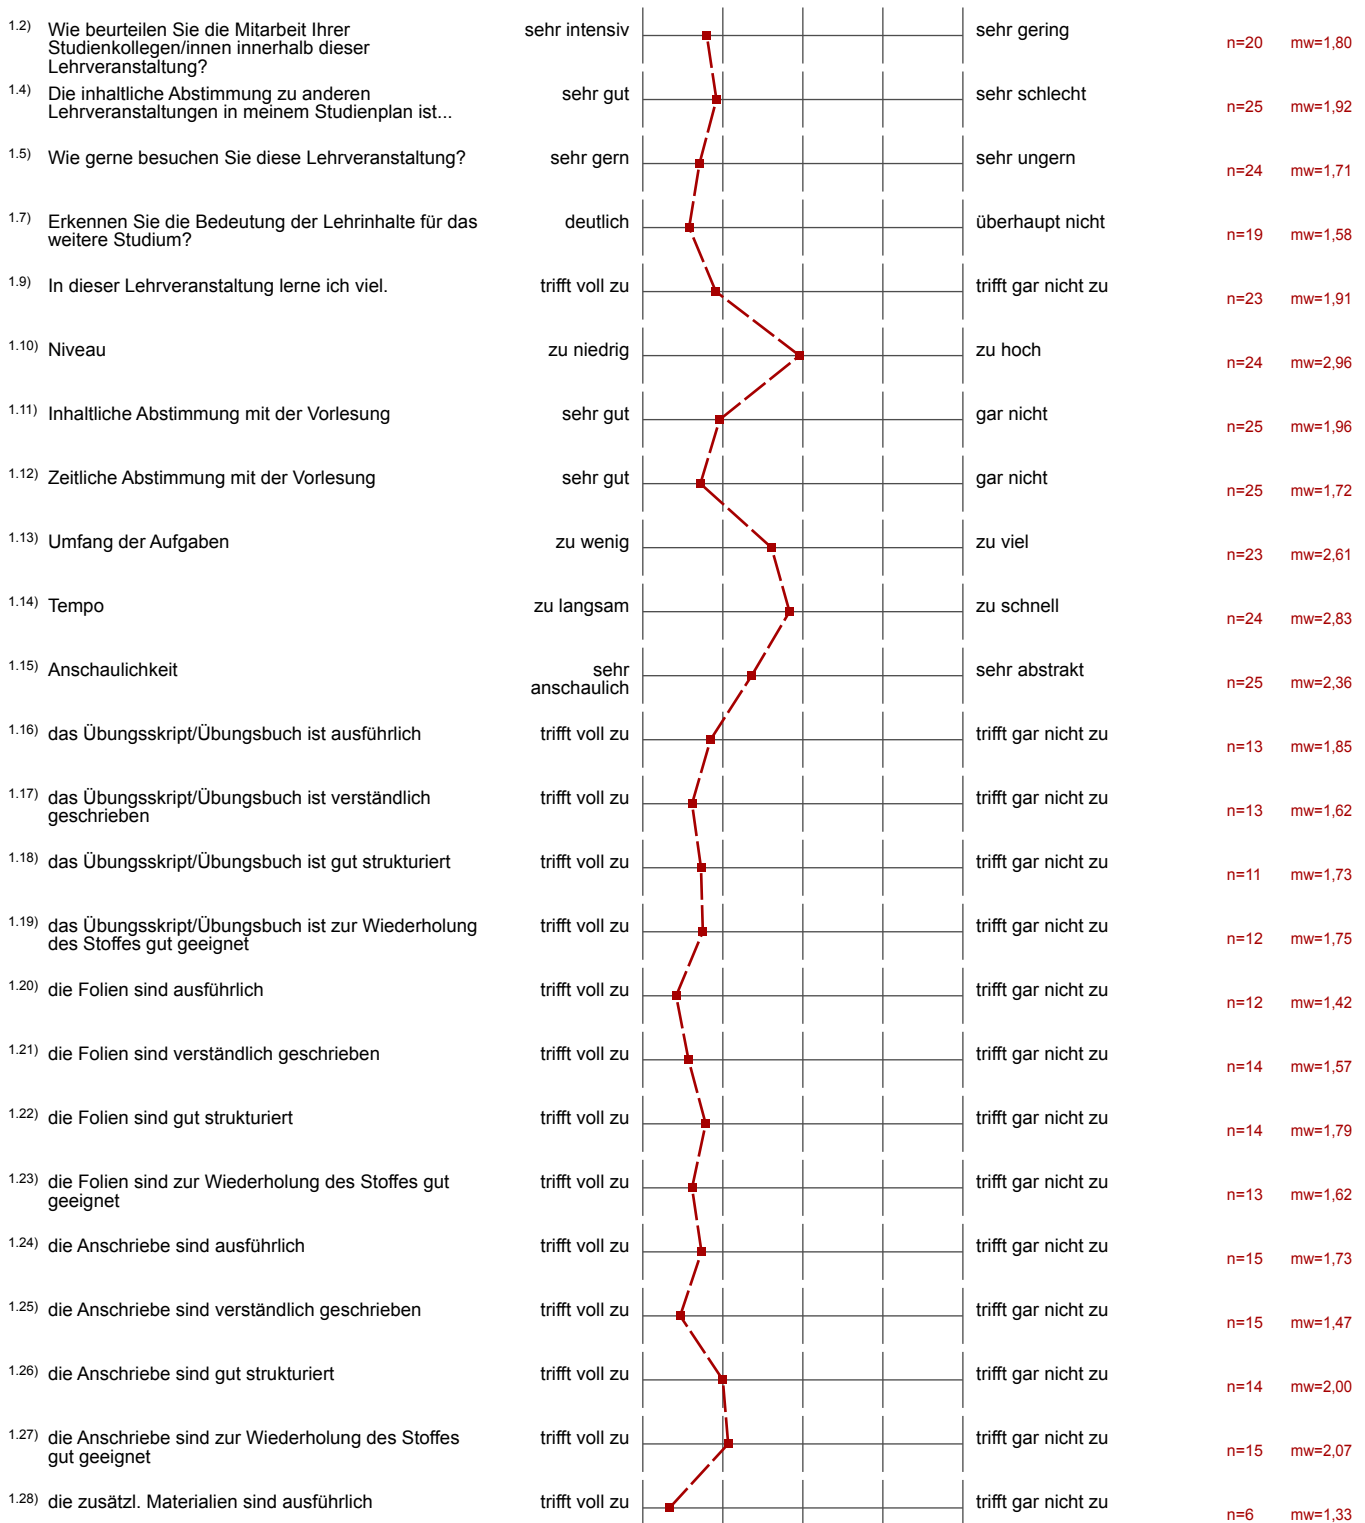 1.2) Wie beurteilen Sie die Mitarbeit Ihrer sehr intensiv sehr gering n=20 mw=1,80
Studienkollegen/innen innerhalb dieser
Lehrveranstaltung?
1.4) Die inhaltliche Abstimmung zu anderen sehr gut sehr schlecht n=25 mw=1,92
Lehrveranstaltungen in meinem Studienplan ist...
1.5) Wie gerne besuchen Sie diese Lehrveranstaltung? sehr gern sehr ungern n=24 mw=1,71
1.7) Erkennen Sie die Bedeutung der Lehrinhalte für das deutlich überhaupt nicht n=19 mw=1,58
weitere Studium?
1.9) In dieser Lehrveranstaltung lerne ich viel. trifft voll zu trifft gar nicht zu n=23 mw=1,91
1.10) Niveau zu niedrig zu hoch n=24 mw=2,96
1.11) Inhaltliche Abstimmung mit der Vorlesung sehr gut gar nicht n=25 mw=1,96
1.12) Zeitliche Abstimmung mit der Vorlesung sehr gut gar nicht n=25 mw=1,72
1.13) Umfang der Aufgaben zu wenig zu viel n=23 mw=2,61
1.14) Tempo zu langsam zu schnell n=24 mw=2,83
1.15) Anschaulichkeit sehr sehr abstrakt n=25 mw=2,36
anschaulich
1.16) das Übungsskript/Übungsbuch ist ausführlich trifft voll zu trifft gar nicht zu n=13 mw=1,85
1.17) das Übungsskript/Übungsbuch ist verständlich trifft voll zu trifft gar nicht zu n=13 mw=1,62
geschrieben
1.18) das Übungsskript/Übungsbuch ist gut strukturiert trifft voll zu trifft gar nicht zu n=11 mw=1,73
1.19) das Übungsskript/Übungsbuch ist zur Wiederholung trifft voll zu trifft gar nicht zu n=12 mw=1,75
des Stoffes gut geeignet
1.20) die Folien sind ausführlich trifft voll zu trifft gar nicht zu n=12 mw=1,42
1.21) die Folien sind verständlich geschrieben trifft voll zu trifft gar nicht zu n=14 mw=1,57
1.22) die Folien sind gut strukturiert trifft voll zu trifft gar nicht zu n=14 mw=1,79
1.23) die Folien sind zur Wiederholung des Stoffes gut trifft voll zu trifft gar nicht zu n=13 mw=1,62
geeignet
1.24) die Anschriebe sind ausführlich trifft voll zu trifft gar nicht zu n=15 mw=1,73
1.25) die Anschriebe sind verständlich geschrieben trifft voll zu trifft gar nicht zu n=15 mw=1,47
1.26) die Anschriebe sind gut strukturiert trifft voll zu trifft gar nicht zu n=14 mw=2,00
1.27) die Anschriebe sind zur Wiederholung des Stoffes trifft voll zu trifft gar nicht zu n=15 mw=2,07
gut geeignet
1.28) die zusätzl. Materialien sind ausführlich trifft voll zu trifft gar nicht zu n=6 mw=1,33